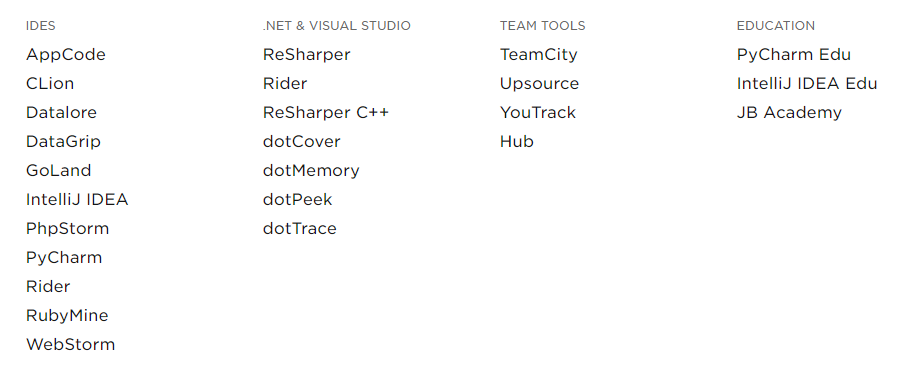 IDES
AppCode
CLion
Datalore
DataGrip
GoLand
IntelliJ IDEA
PhpStorm
PyCharm
Rider
RubyMine
WebStorm
.NET & VISUAL STUDIO
ReSharper
Rider
ReSharper C++
dotCover
dotMemory
dotPeek
dotTrace
TEAM TOOLS
TeamCity
Upsource
YouTrack
Hub
EDUCATION
PyCharm Edu
IntelliJ IDEA Edu
JB Academy